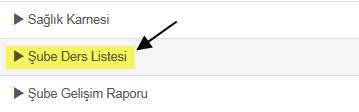 ▶ Sağlık Karnesi
▶ Şube Ders Listesi
▶ Şube Gelişim Raporu